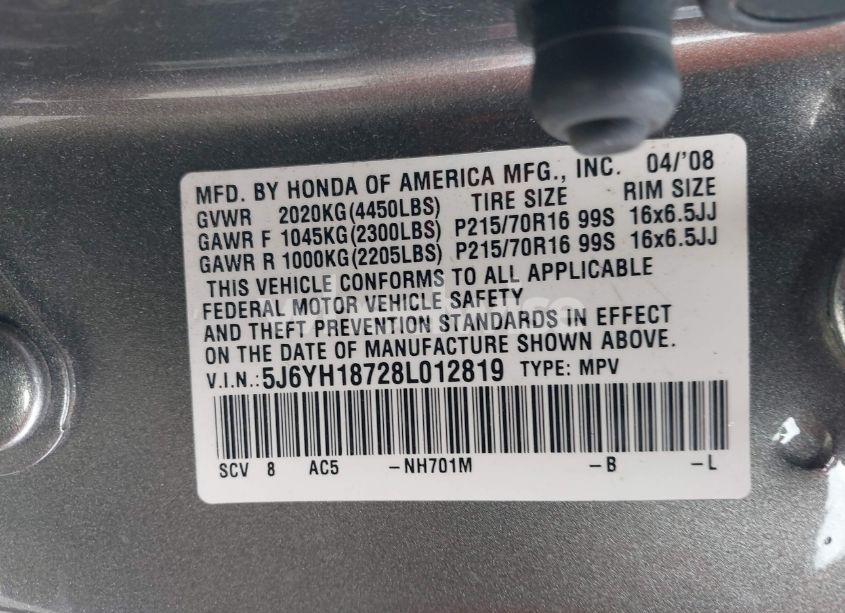 MFD. BY HONDA OF AMERICA MFG., INC. 04/'08
GVWR 2020KG(4450LBS) TIRE SIZE RIM SIZE
GAWR F 1045KG(2300LBS) P215/70R16 99S 16x6.5JJ
GAWR R 1000KG(2205LBS) P215/70R16 99S 16x6.5JJ
THIS VEHICLE CONFORMS TO ALL APPLICABLE
FEDERAL MOTOR VEHICLE SAFETY
AND THEFT PREVENTION STANDARDS IN EFFECT
ON THE DATE OF MANUFACTURE SHOWN ABOVE.
V.I.N.:5J6YH18728L012819 TYPE: MPV
SCV 8 AC5 -NH701M -B -L